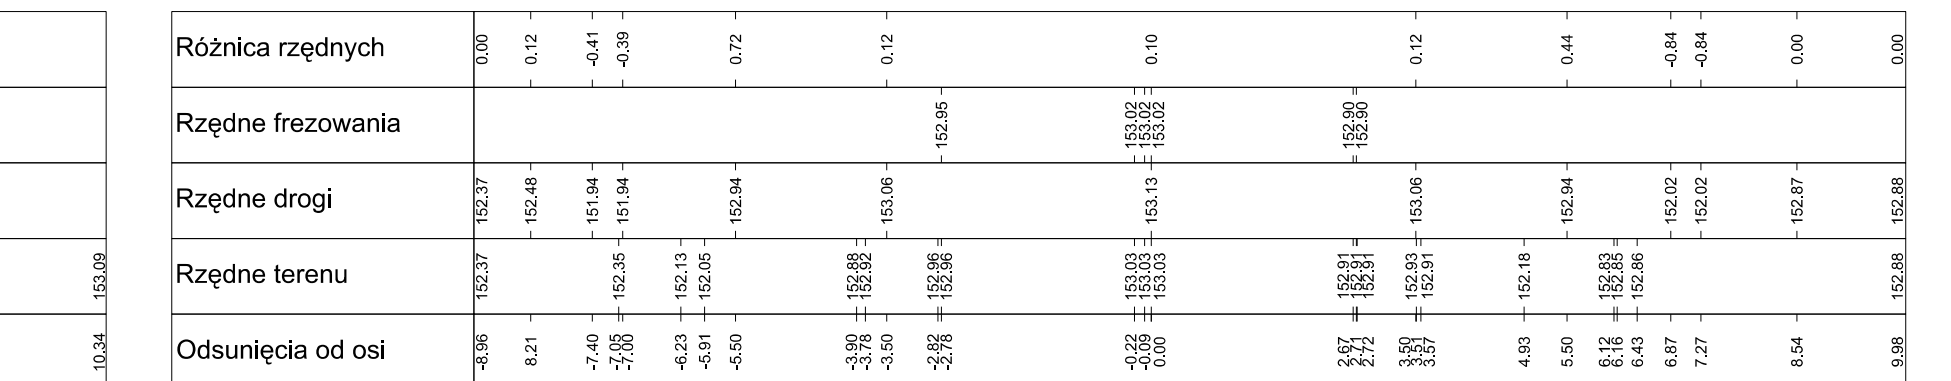 Różnica rzędnych 0.00 0.12 -0.41 -0.39 0.72 0.12 0.10 0.12 0.44 -0.84 -0.84 0.00 0.00
Rzędne frezowania 152.95 153.02 153.02 153.02 152.90 152.90
Rzędne drogi 152.37 152.48 151.94 151.94 152.94 153.06 153.13 153.06 152.94 152.02 152.02 152.87 152.88
153.09 Rzędne terenu 152.37 152.35 152.13 152.05 152.88 152.92 152.96 152.96 153.03 153.03 153.03 152.91 152.91 152.91 152.93 152.91 152.18 152.83 152.85 152.86 152.88
10.34 Odsunięcia od osi -8.96 8.21 -7.40 -7.05 -7.00 -6.23 -5.91 -5.50 -3.90 -3.78 -3.50 -2.82 -2.78 -0.22 -0.09 0.00 2.67 2.71 2.72 3.50 3.51 3.57 4.93 5.50 6.12 6.16 6.43 6.87 7.27 8.54 9.98